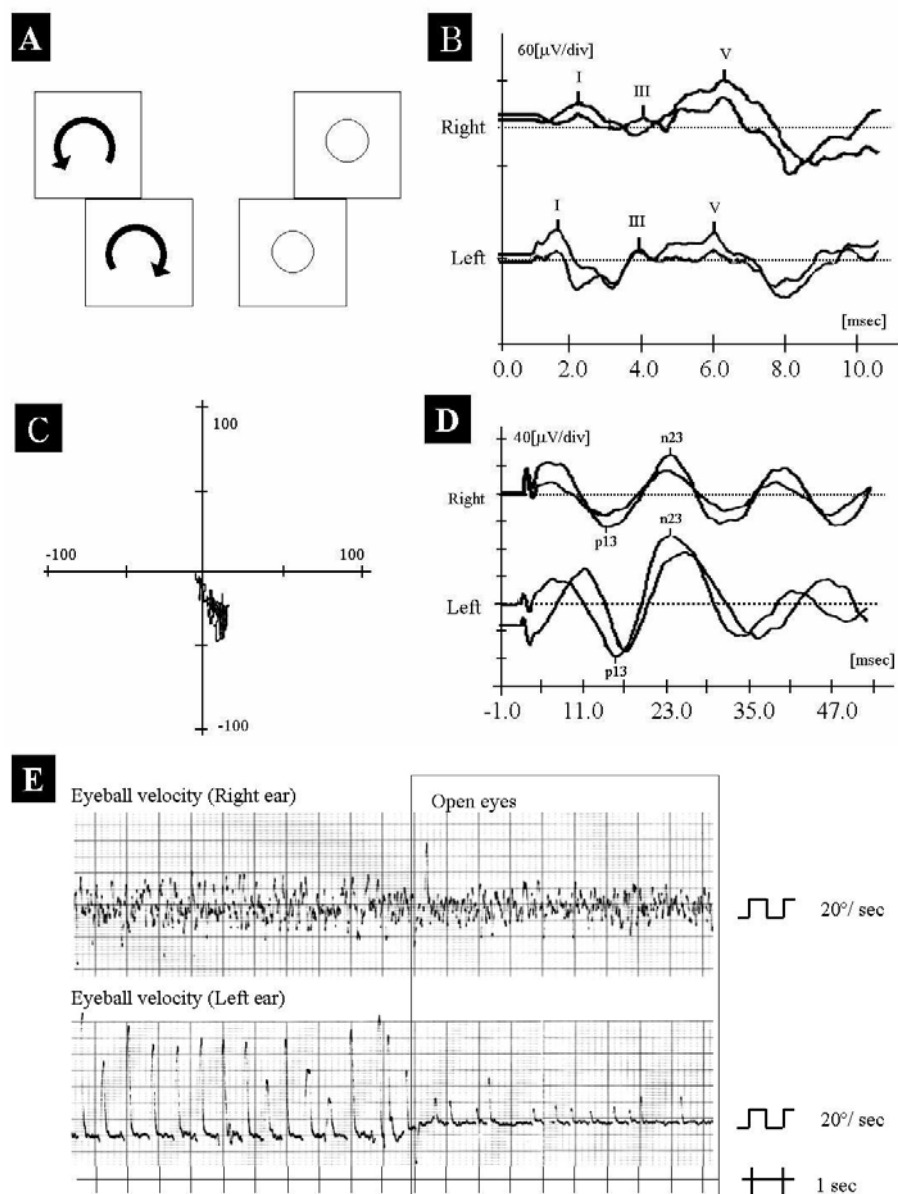 A
B
60[μV/div]
I
III
V
Right
I
III
V
Left
[msec]
0.0 2.0 4.0 6.0 8.0 10.0
C
100
-100 100
-100
D
40[μV/div]
n23
Right
p13
n23
Left
p13
[msec]
-1.0 11.0 23.0 35.0 47.0
E
Eyeball velocity (Right ear)
Open eyes
20°/ sec
Eyeball velocity (Left ear)
20°/ sec
1 sec